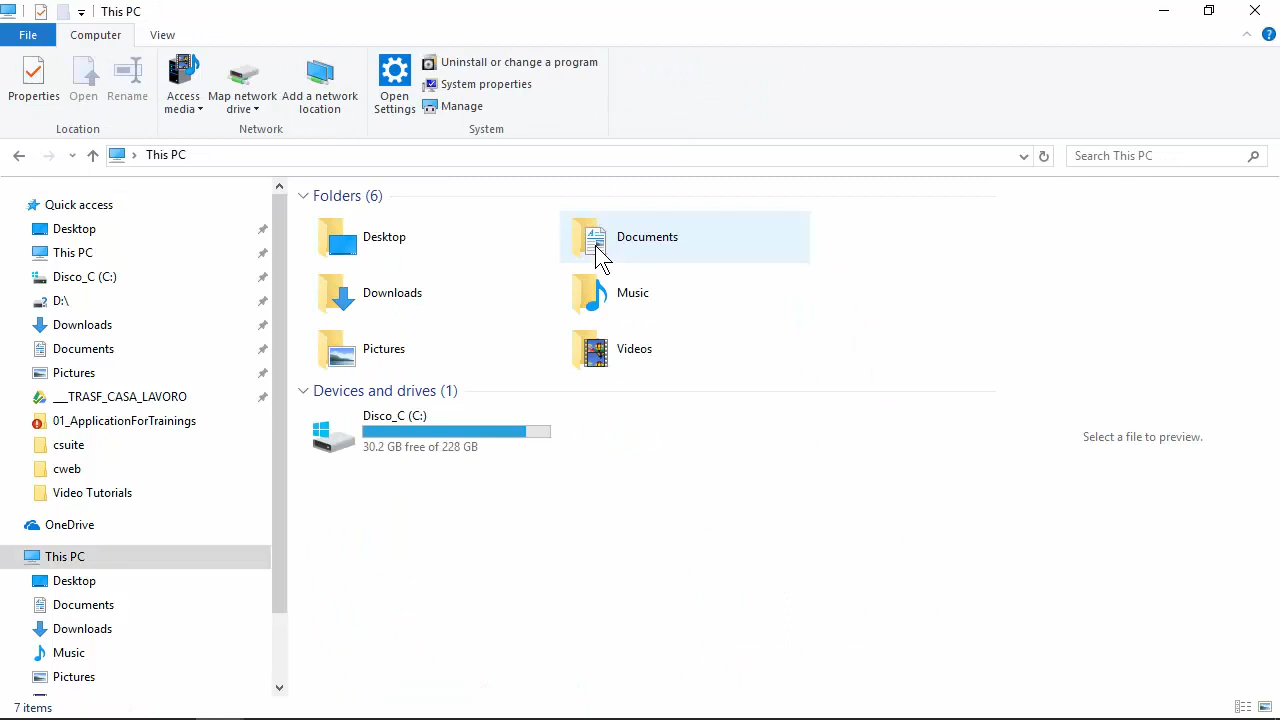 This PC
File
Computer
View
Properties
Open
Rename
Access media
Map network drive
Add a network location
Open Settings
Uninstall or change a program
System properties
Manage
Location
Network
System
This PC
Search This PC
Quick access
Desktop
This PC
Disco_C (C:)
D:\
Downloads
Documents
Pictures
___TRASF_CASA_LAVORO
01_ApplicationForTrainings
csuite
cweb
Video Tutorials
OneDrive
This PC
Desktop
Documents
Downloads
Music
Pictures
Folders (6)
Desktop
Documents
Downloads
Music
Pictures
Videos
Devices and drives (1)
Disco_C (C:)
30.2 GB free of 228 GB
Select a file to preview.
7 items